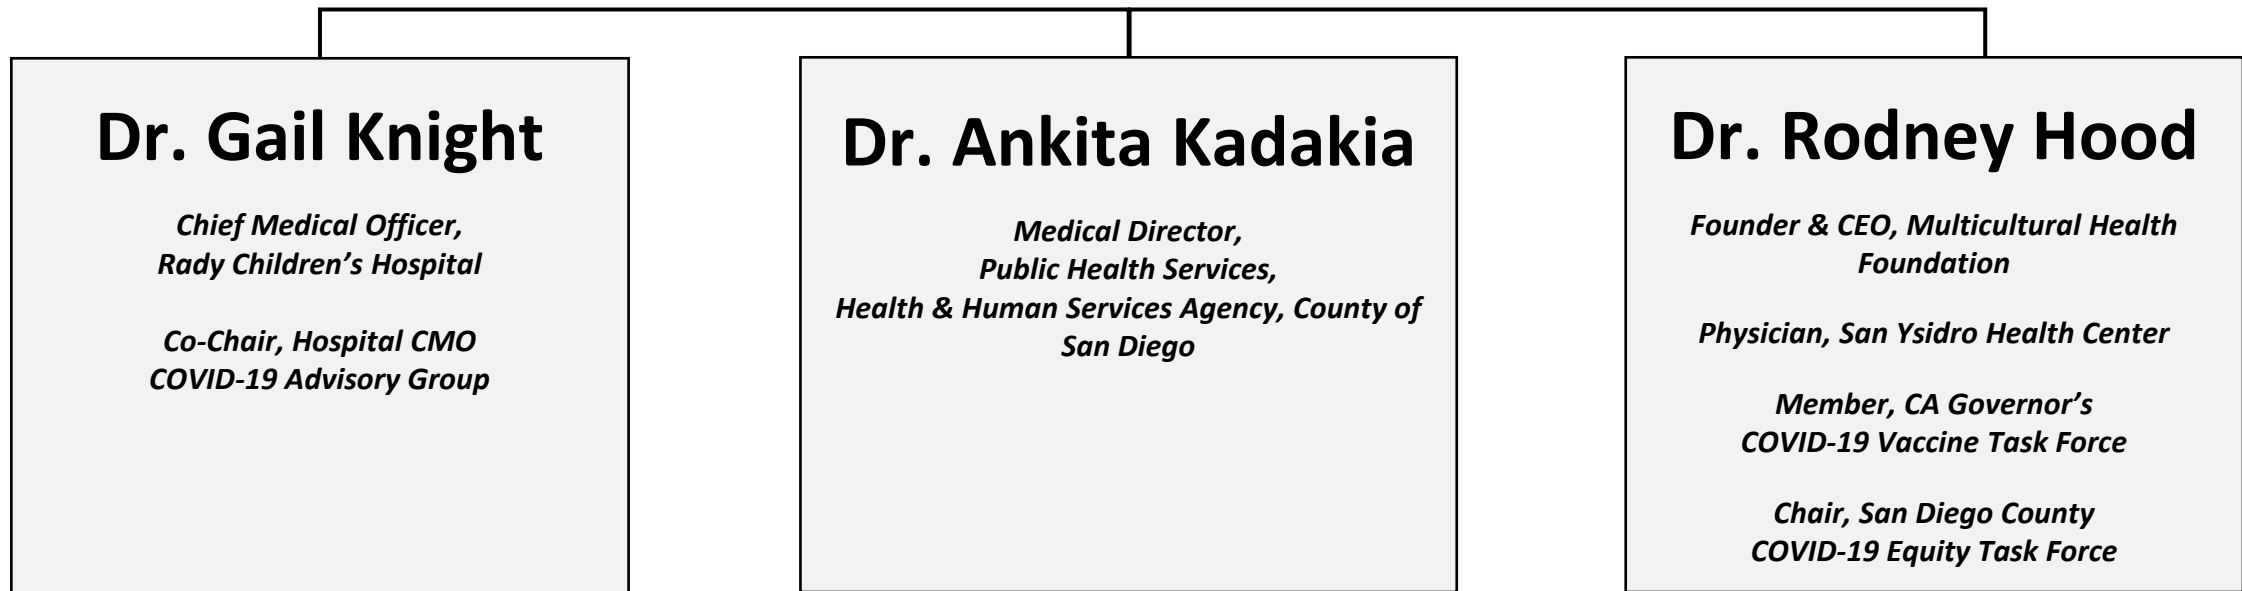 Dr. Gail Knight
Chief Medical Officer,
Rady Children’s Hospital
Co-Chair, Hospital CMO
COVID-19 Advisory Group
Dr. Ankita Kadakia
Medical Director,
Public Health Services,
Health & Human Services Agency, County of
San Diego
Dr. Rodney Hood
Founder & CEO, Multicultural Health
Foundation
Physician, San Ysidro Health Center
Member, CA Governor’s
COVID-19 Vaccine Task Force
Chair, San Diego County
COVID-19 Equity Task Force